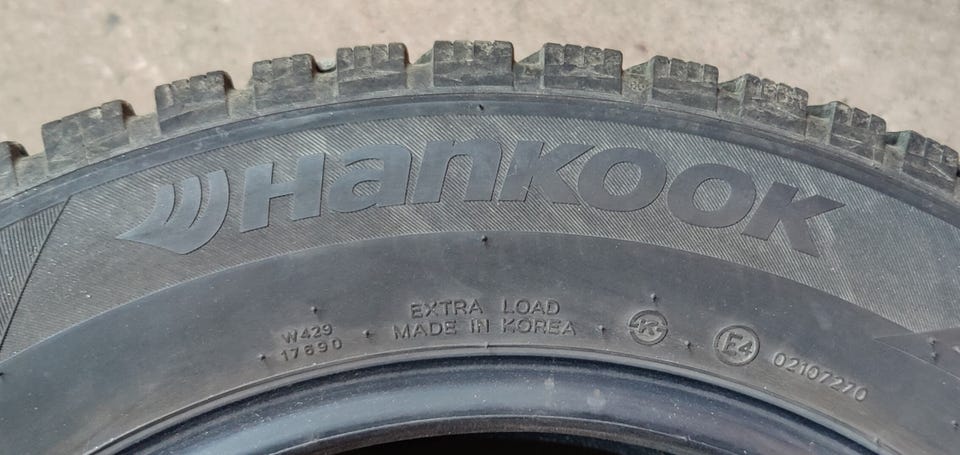 Hankook
EXTRA LOAD
W429
MADE IN KOREA
17690
K
E4
02107270